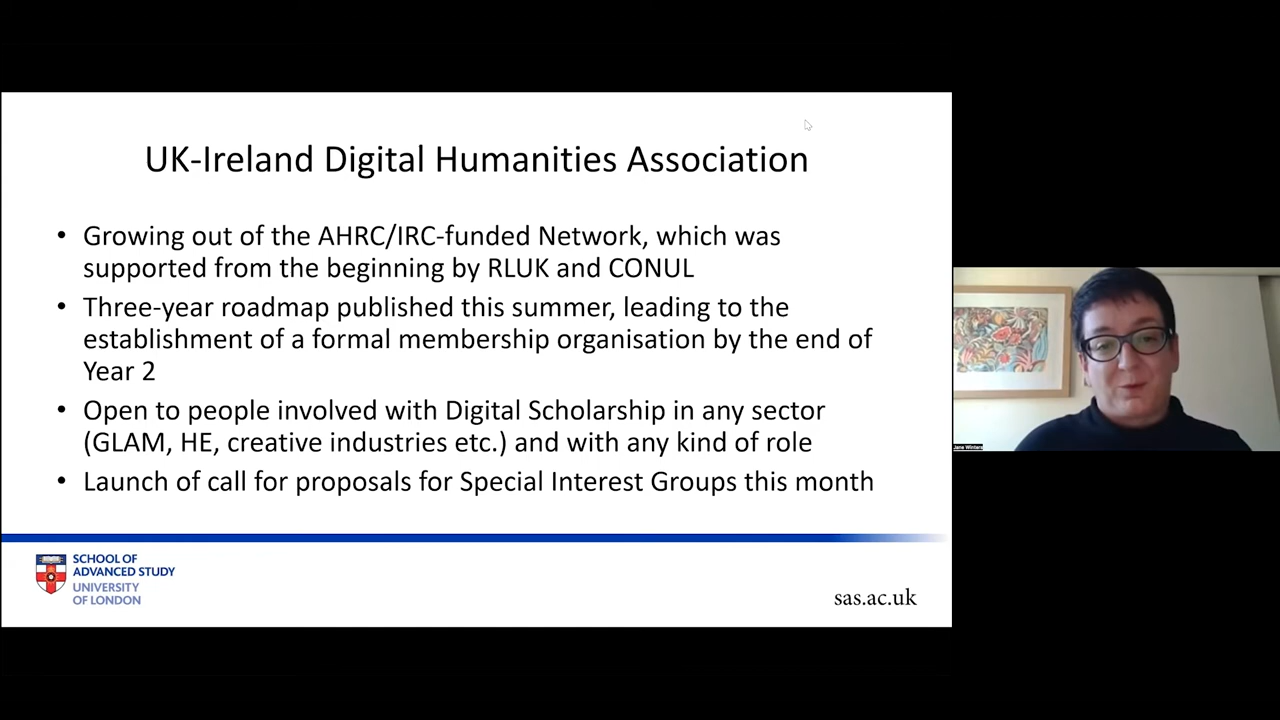 UK-Ireland Digital Humanities Association
• Growing out of the AHRC/IRC-funded Network, which was
supported from the beginning by RLUK and CONUL
• Three-year roadmap published this summer, leading to the
establishment of a formal membership organisation by the end of
Year 2
• Open to people involved with Digital Scholarship in any sector
(GLAM, HE, creative industries etc.) and with any kind of role
• Launch of call for proposals for Special Interest Groups this month
SCHOOL OF
ADVANCED STUDY
UNIVERSITY
OF LONDON
sas.ac.uk
Jane Winters